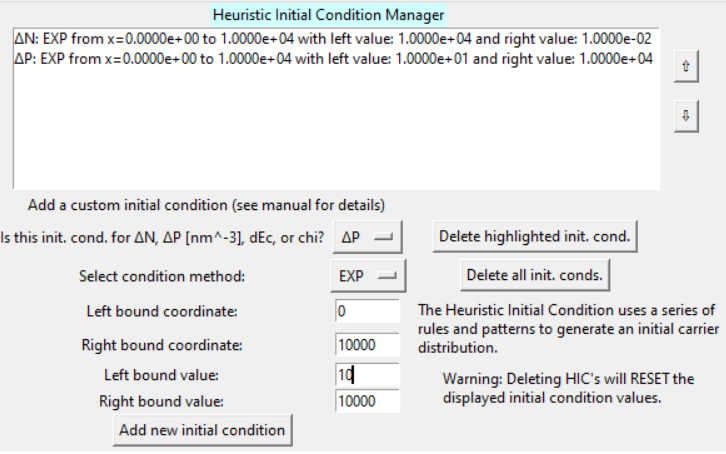 Heuristic Initial Condition Manager
ΔN: EXP from x=0.0000e+00 to 1.0000e+04 with left value: 1.0000e+04 and right value: 1.0000e-02
ΔP: EXP from x=0.0000e+00 to 1.0000e+04 with left value: 1.0000e+01 and right value: 1.0000e+04
⇧
⇩
Add a custom initial condition (see manual for details)
Is this init. cond. for ΔN, ΔP [nm^-3], dEc, or chi?
ΔP
Delete highlighted init. cond.
Select condition method:
EXP
Delete all init. conds.
Left bound coordinate:
0
Right bound coordinate:
10000
Left bound value:
10
Right bound value:
10000
Add new initial condition
The Heuristic Initial Condition uses a series of
rules and patterns to generate an initial carrier
distribution.
Warning: Deleting HIC's will RESET the
displayed initial condition values.